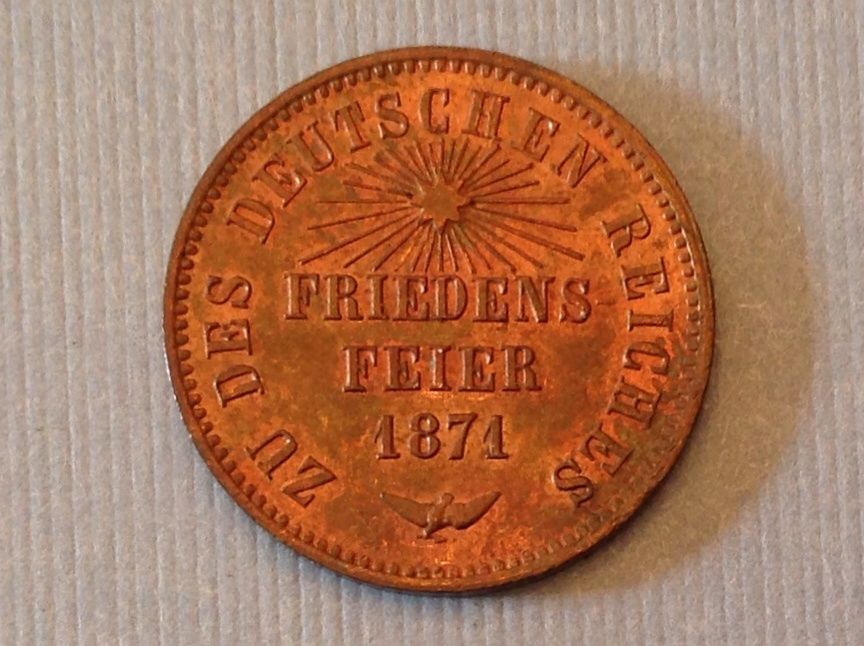 ZU DES DEUTSCHEN REICHES
FRIEDENS
FEIER
1871